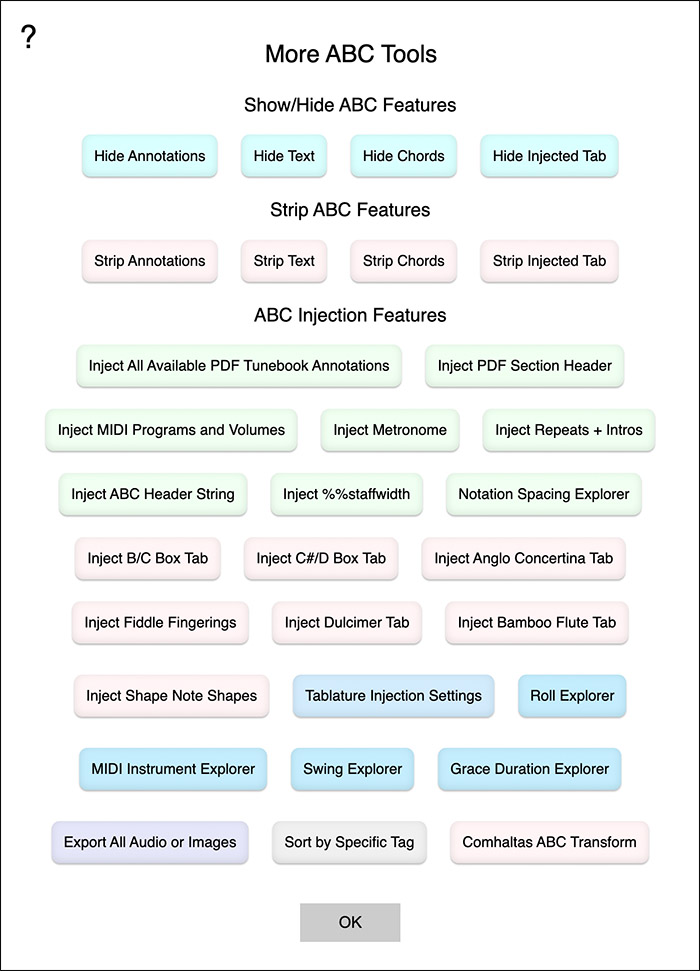 ?
More ABC Tools
Show/Hide ABC Features
Hide Annotations Hide Text Hide Chords Hide Injected Tab
Strip ABC Features
Strip Annotations Strip Text Strip Chords Strip Injected Tab
ABC Injection Features
Inject All Available PDF Tunebook Annotations Inject PDF Section Header
Inject MIDI Programs and Volumes Inject Metronome Inject Repeats + Intros
Inject ABC Header String Inject %%staffwidth Notation Spacing Explorer
Inject B/C Box Tab Inject C#/D Box Tab Inject Anglo Concertina Tab
Inject Fiddle Fingerings Inject Dulcimer Tab Inject Bamboo Flute Tab
Inject Shape Note Shapes Tablature Injection Settings Roll Explorer
MIDI Instrument Explorer Swing Explorer Grace Duration Explorer
Export All Audio or Images Sort by Specific Tag Comhaltas ABC Transform
OK